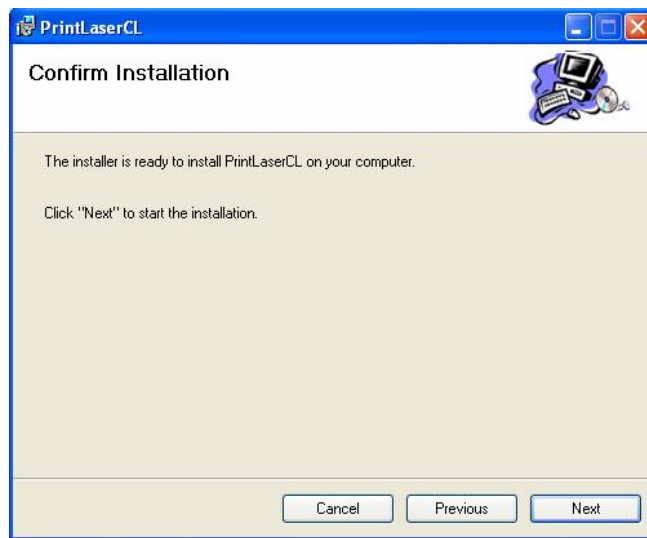 PrintLaserCL
Confirm Installation
The installer is ready to install PrintLaserCL on your computer.
Click "Next" to start the installation.
Cancel Previous Next